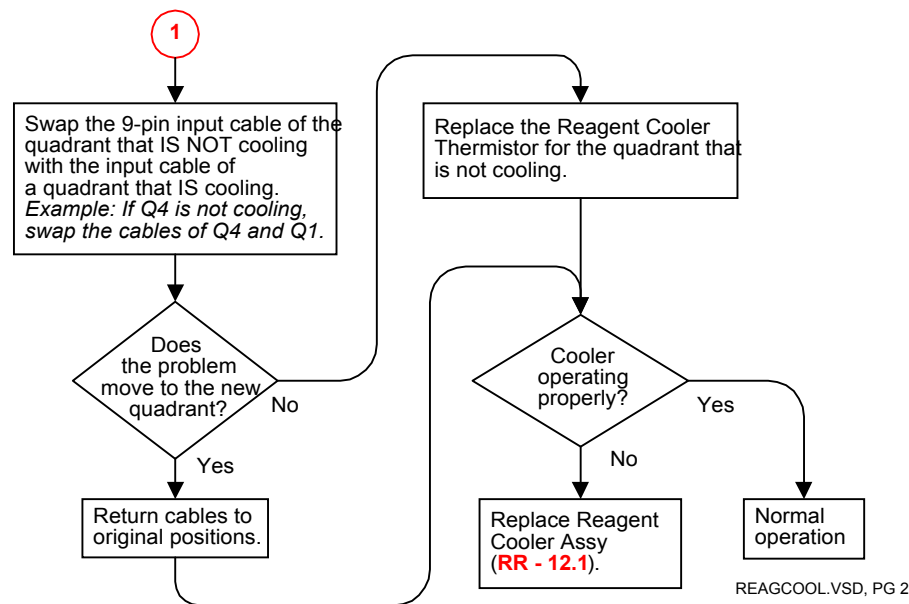 1
Swap the 9-pin input cable of the
quadrant that IS NOT cooling
with the input cable of
a quadrant that IS cooling.
Example: If Q4 is not cooling,
swap the cables of Q4 and Q1.
Does
the problem
move to the new
quadrant?
No
Yes
Return cables to
original positions.
Replace the Reagent Cooler
Thermistor for the quadrant that
is not cooling.
Cooler
operating
properly?
Yes
No
Replace Reagent
Cooler Assy
(RR - 12.1).
Normal
operation
REAGCOOL.VSD, PG 2